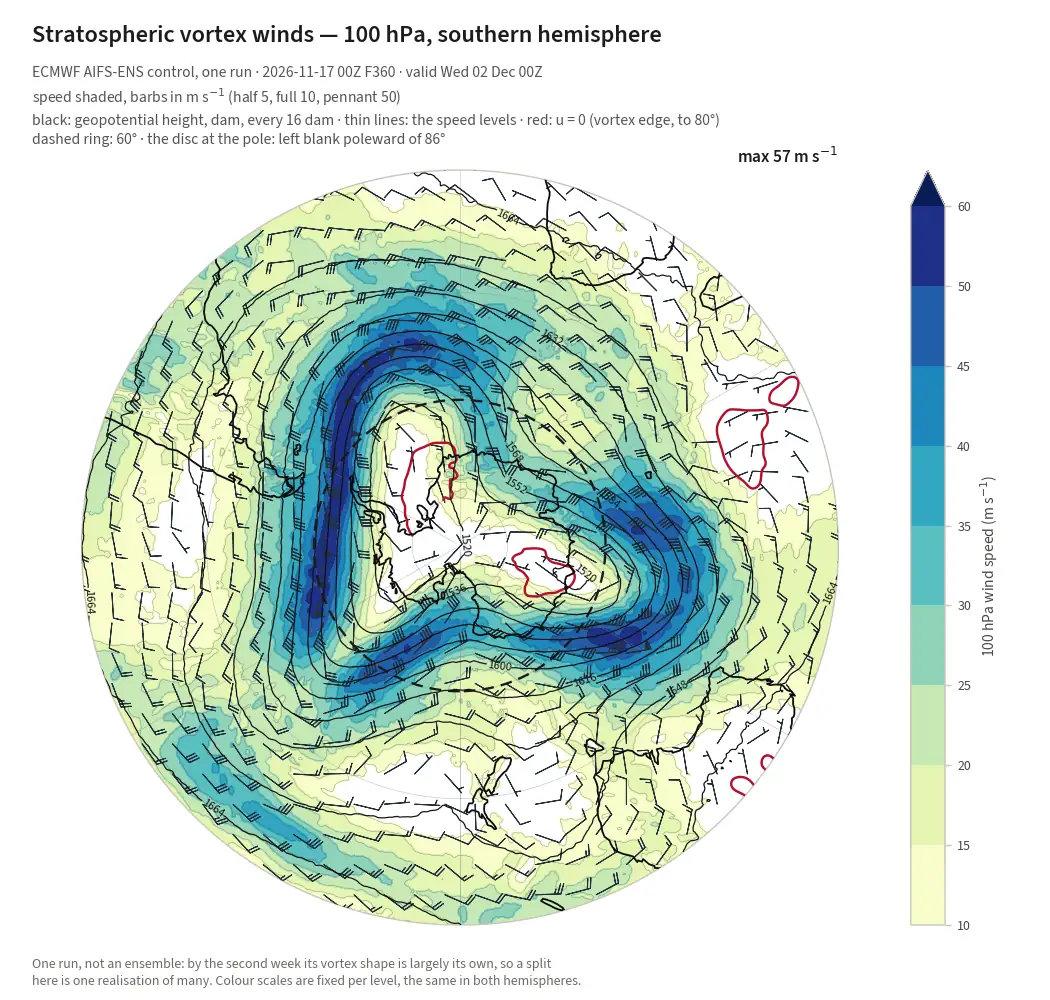 Stratospheric vortex winds — 100 hPa, southern hemisphere
ECMWF AIFS-ENS control, one run · 2026-11-17 00Z F360 · valid Wed 02 Dec 00Z
speed shaded, barbs in m s⁻¹ (half 5, full 10, pennant 50)
black: geopotential height, dam, every 16 dam · thin lines: the speed levels · red: u = 0 (vortex edge, to 80°)
dashed ring: 60° · the disc at the pole: left blank poleward of 86°
max 57 m s⁻¹
1664
1632
1568
1552
1584
1520
1520
1536
1664
1664
1600
1616
1648
1664
60
50
45
40
35
30
25
20
15
10
100 hPa wind speed (m s⁻¹)
One run, not an ensemble: by the second week its vortex shape is largely its own, so a split
here is one realisation of many. Colour scales are fixed per level, the same in both hemispheres.